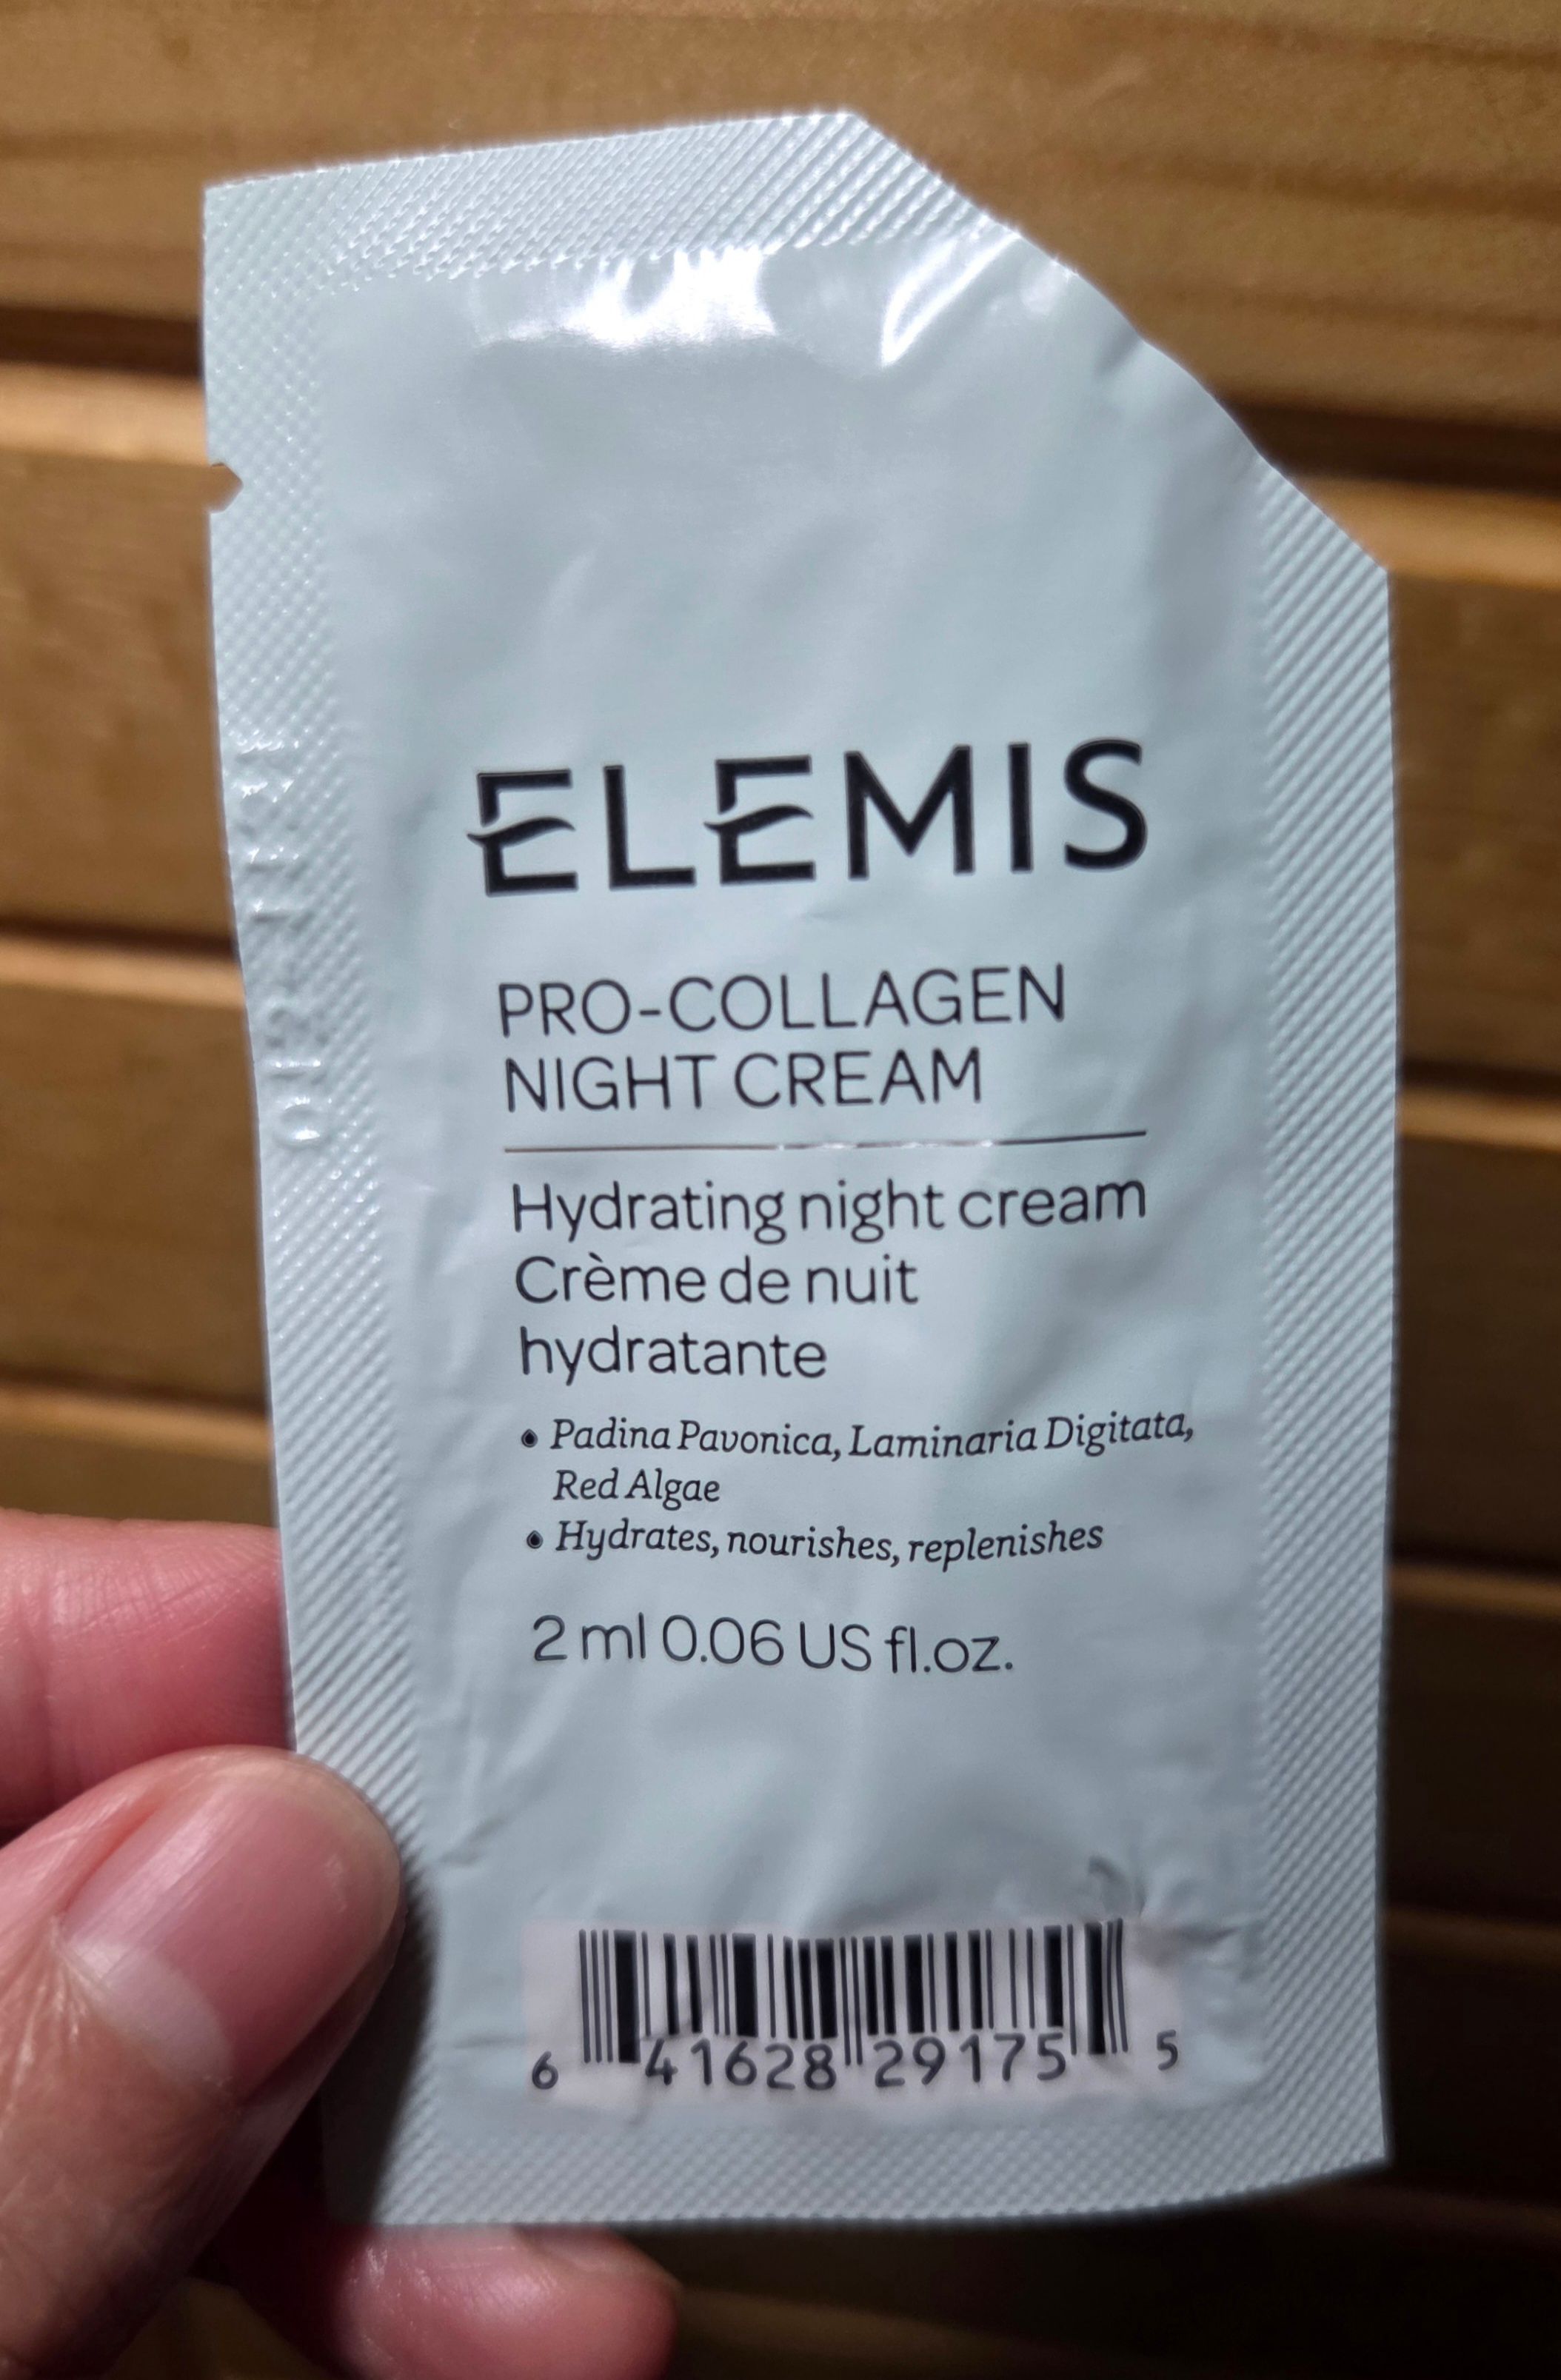 ELEMIS
PRO-COLLAGEN
NIGHT CREAM
Hydrating night cream
Crème de nuit
hydratante
• Padina Pavonica, Laminaria Digitata,
Red Algae
• Hydrates, nourishes, replenishes
2 ml 0.06 US fl.oz.
6 41628 29175 5